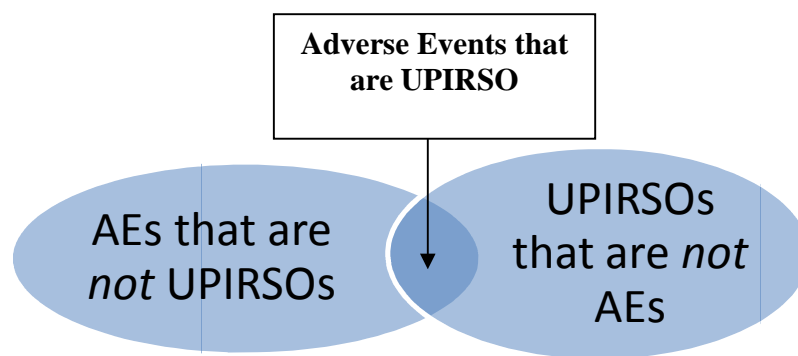 Adverse Events that
are UPIRSO
AEs that are
not UPIRSOs
UPIRSOs
that are not
AEs